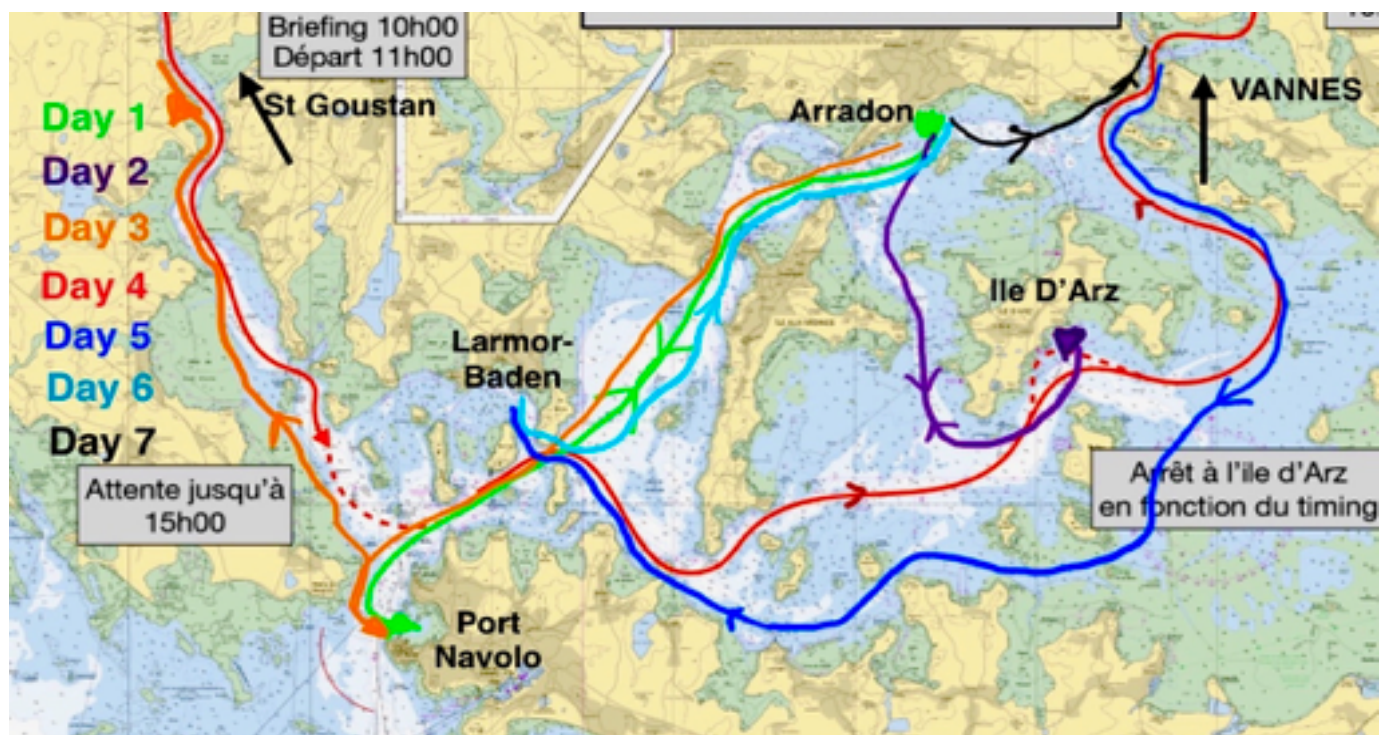 Briefing 10h00
Départ 11h00
St Goustan
Day 1
Day 2
Day 3
Day 4
Day 5
Day 6
Day 7
Arradon
VANNES
Ile D'Arz
Larmor-
Baden
Attente jusqu'à
15h00
Arrêt à l'ile d'Arz
en fonction du timing
Port
Navolo